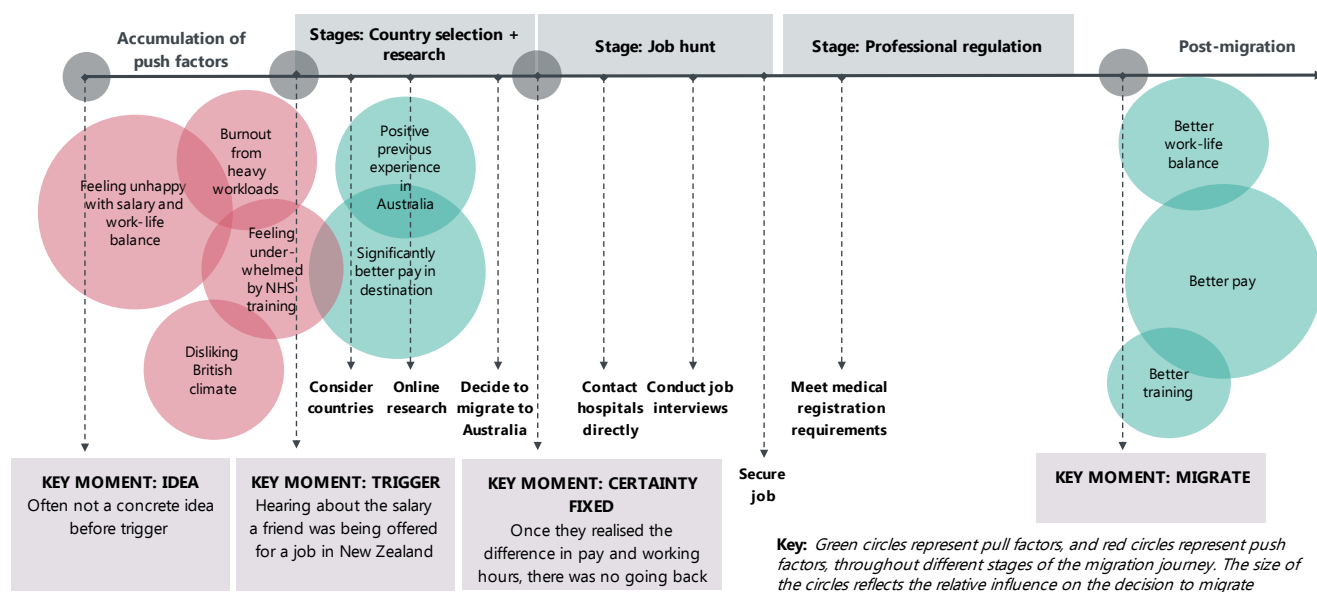 Accumulation of
push factors
Stages: Country selection +
research
Stage: Job hunt
Stage: Professional regulation
Post-migration
Feeling unhappy
with salary and
work-life
balance
Burnout
from
heavy
workloads
Feeling
under-
whelmed
by NHS
training
Disliking
British
climate
Positive
previous
experience
in
Australia
Significantly
better pay in
destination
Better
work-life
balance
Better pay
Better
training
Consider
countries
Online
research
Decide to
migrate to
Australia
Contact
hospitals
directly
Conduct job
interviews
Secure
job
Meet medical
registration
requirements
KEY MOMENT: IDEA
Often not a concrete idea
before trigger
KEY MOMENT: TRIGGER
Hearing about the salary
a friend was being offered
for a job in New Zealand
KEY MOMENT: CERTAINTY
FIXED
Once they realised the
difference in pay and working
hours, there was no going back
KEY MOMENT: MIGRATE
Key: Green circles represent pull factors, and red circles represent push
factors, throughout different stages of the migration journey. The size of
the circles reflects the relative influence on the decision to migrate